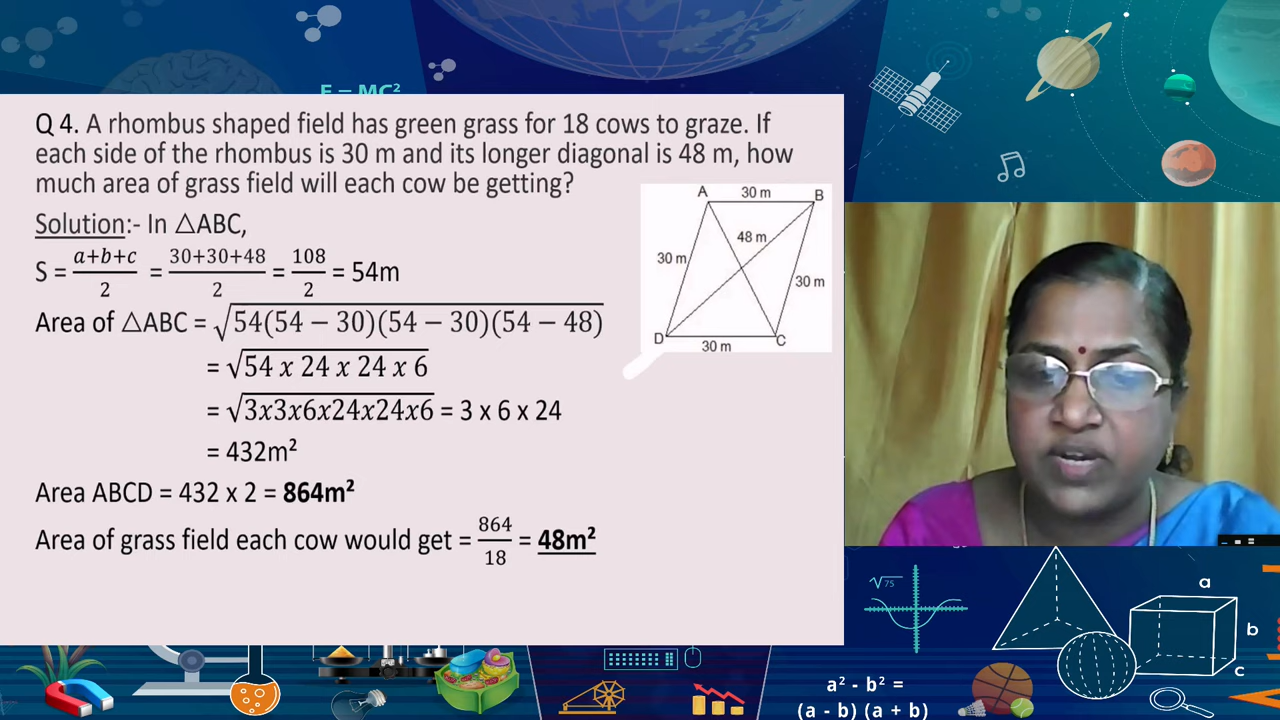 E = MC²
Q 4. A rhombus shaped field has green grass for 18 cows to graze. If
each side of the rhombus is 30 m and its longer diagonal is 48 m, how
much area of grass field will each cow be getting?
Solution:- In △ABC,
S = \frac{a+b+c}{2} = \frac{30+30+48}{2} = \frac{108}{2} = 54m
Area of △ABC = √54(54 − 30)(54 − 30)(54 − 48)
= √54 x 24 x 24 x 6
= √3x3x6x24x24x6 = 3 x 6 x 24
= 432m²
Area ABCD = 432 x 2 = 864m²
Area of grass field each cow would get = \frac{864}{18} = 48m²
A 30 m B
48 m
30 m
30 m
D 30 m C
√75
a
b
c
a² - b² =
(a - b) (a + b)